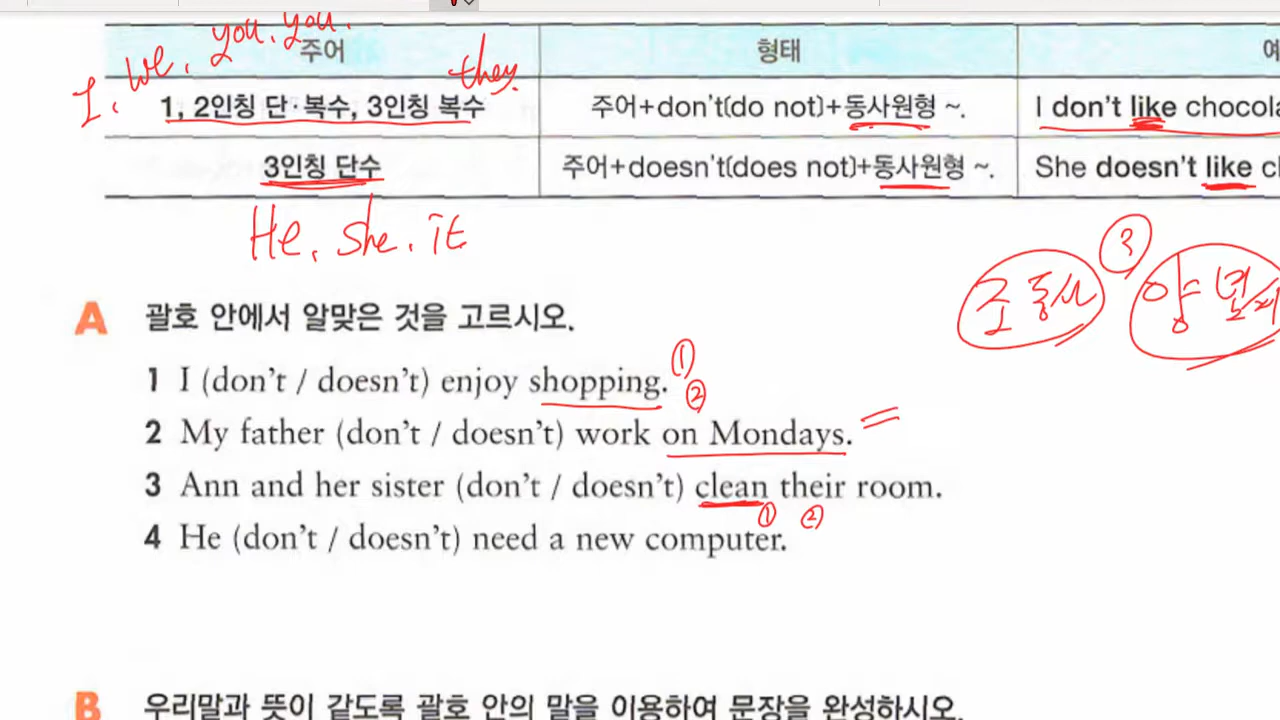 I, we, you, you. they.
주어 형태 예
1, 2인칭 단·복수, 3인칭 복수 주어+don't(do not)+동사원형 ~. I don't like chocola
3인칭 단수 주어+doesn't(does not)+동사원형 ~. She doesn't like c
He, she, it
조동사 ③ 양
A 괄호 안에서 알맞은 것을 고르시오.
1 I (don't / doesn't) enjoy shopping. ① ②
2 My father (don't / doesn't) work on Mondays.
3 Ann and her sister (don't / doesn't) clean their room.
① ②
4 He (don't / doesn't) need a new computer.
B 우리말과 뜻이 같도록 괄호 안의 말을 이용하여 문장을 완성하시오.